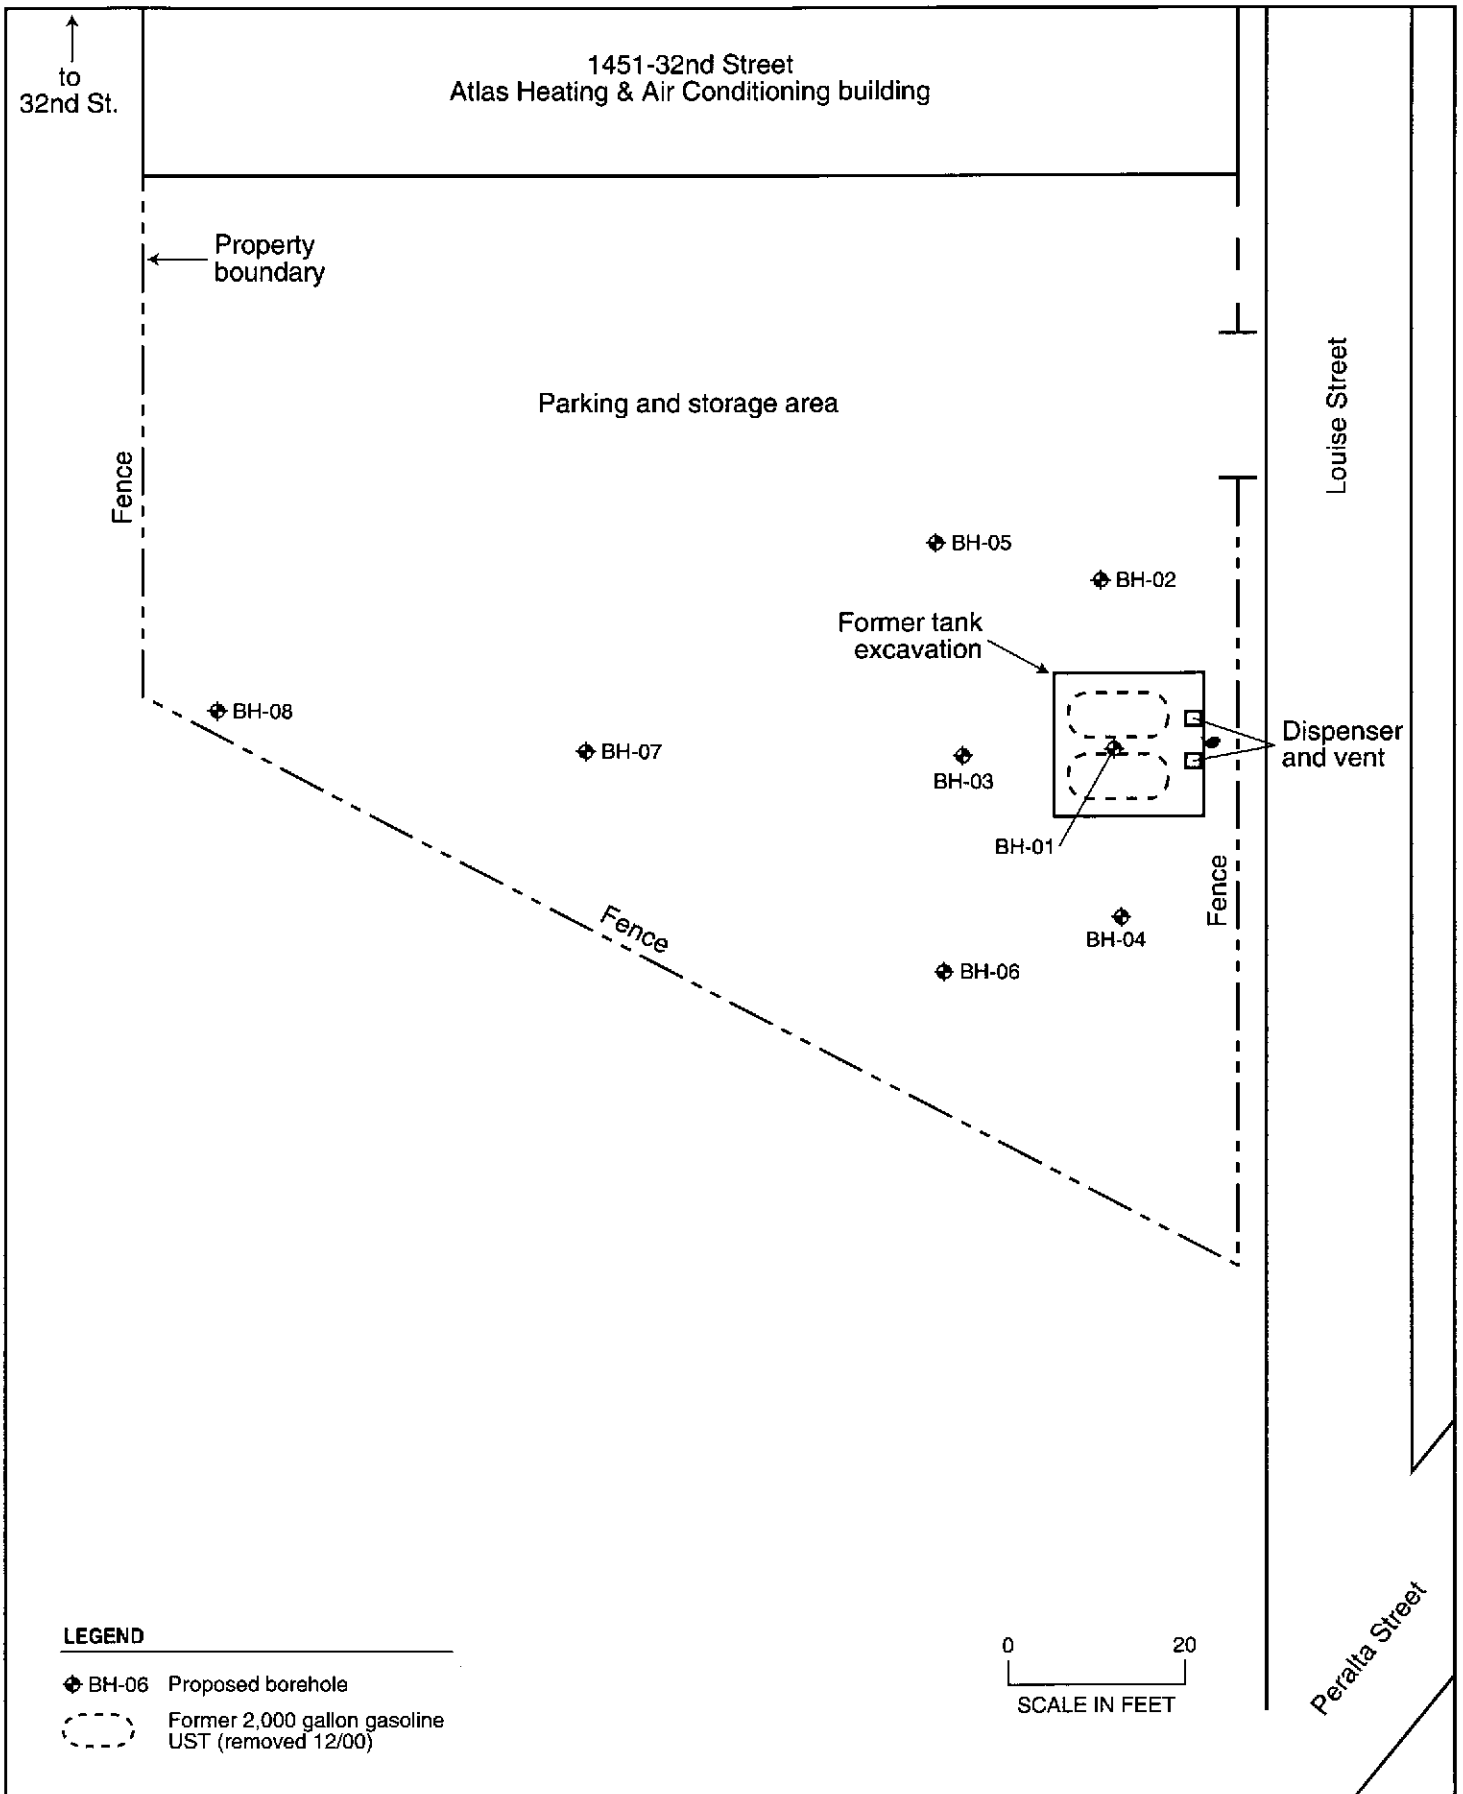 to
32nd St.
1451-32nd Street
Atlas Heating & Air Conditioning building
Property
boundary
Parking and storage area
Louise Street
Fence
BH-05
BH-02
Former tank
excavation
BH-08
BH-07
BH-03
Dispenser
and vent
BH-01
Fence
Fence
BH-04
BH-06
LEGEND
BH-06 Proposed borehole
Former 2,000 gallon gasoline
UST (removed 12/00)
0 20
SCALE IN FEET
Peralta Street